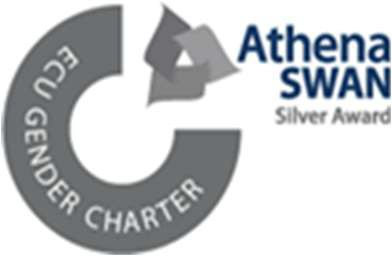 ECU GENDER CHARTER
Athena
SWAN
Silver Award